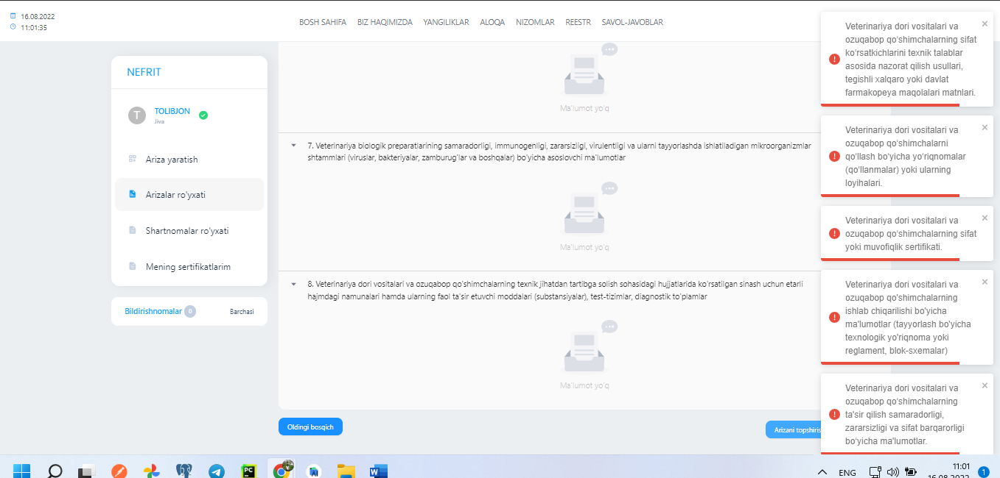 16.08.2022
11:01:35
BOSH SAHIFA
BIZ HAQIMIZDA
YANGILIKLAR
ALOQA
NIZOMLAR
REESTR
SAVOL-JAVOBLAR
NEFRIT
T
TOLIBJON
Jiva
Ariza yaratish
Arizalar ro'yxati
Shartnomalar ro'yxati
Mening sertifikatlarim
Bildirishnomalar 0 Barchasi
Ma'lumot yo'q
7. Veterinariya biologik preparatlarining samaradorligi, immunogenligi, zararsizligi, virulentligi va ularni tayyorlashda ishlatiladigan mikroorganizmlar
shtammlari (viruslar, bakteriyalar, zamburug'lar va boshqalar) bo'yicha asoslovchi ma'lumotlar
Ma'lumot yo'q
8. Veterinariya dori vositalari va ozuqabop qo'shimchalarning texnik jihatdan tartibga solish sohasidagi hujjatlarida ko'rsatilgan sinash uchun etarli
hajmdagi namunalari hamda ularning faol ta'sir etuvchi moddalari (substansiyalar), test-tizimlar, diagnostik to'plamlar
Ma'lumot yo'q
Oldingi bosqich
Arizani topshiris
Veterinariya dori vositalari va
ozuqabop qo'shimchalarning sifat
ko'rsatkichlarini texnik talablar
asosida nazorat qilish usullari,
tegishli xalqaro yoki davlat
farmakopeya maqolalari matnlari.
Veterinariya dori vositalari va
ozuqabop qo'shimchalarni
qo'llash bo'yicha yo'riqnomalar
(qo'llanmalar) yoki ularning
loyihalari.
Veterinariya dori vositalari va
ozuqabop qo'shimchalarning sifat
yoki muvofiqlik sertifikati.
Veterinariya dori vositalari va
ozuqabop qo'shimchalarning
ishlab chiqarilishi bo'yicha
ma'lumotlar (tayyorlash bo'yicha
texnologik yo'riqnoma yoki
reglament, blok-sxemalar)
Veterinariya dori vositalari va
ozuqabop qo'shimchalarning
ta'sir qilish samaradorligi,
zararsizligi va sifat barqarorligi
bo'yicha ma'lumotlar.
PC
W
ENG
11:01
16.08.2022
1